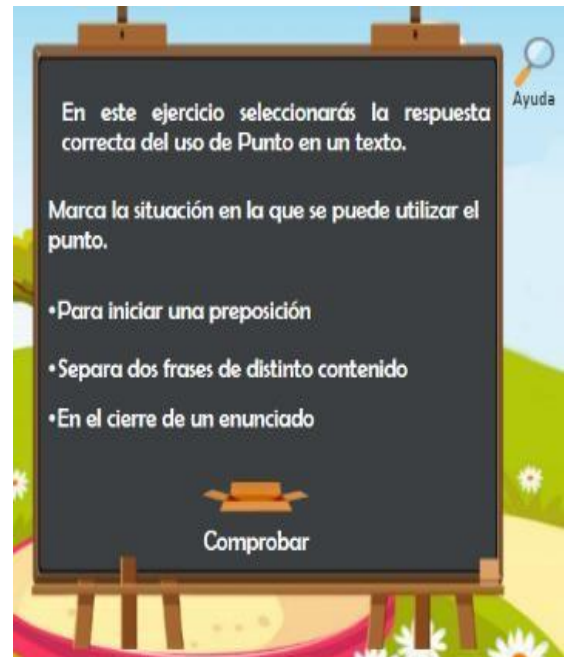 Ayuda
En este ejercicio seleccionarás la respuesta
correcta del uso de Punto en un texto.
Marca la situación en la que se puede utilizar el
punto.
•Para iniciar una preposición
•Separa dos frases de distinto contenido
•En el cierre de un enunciado
Comprobar